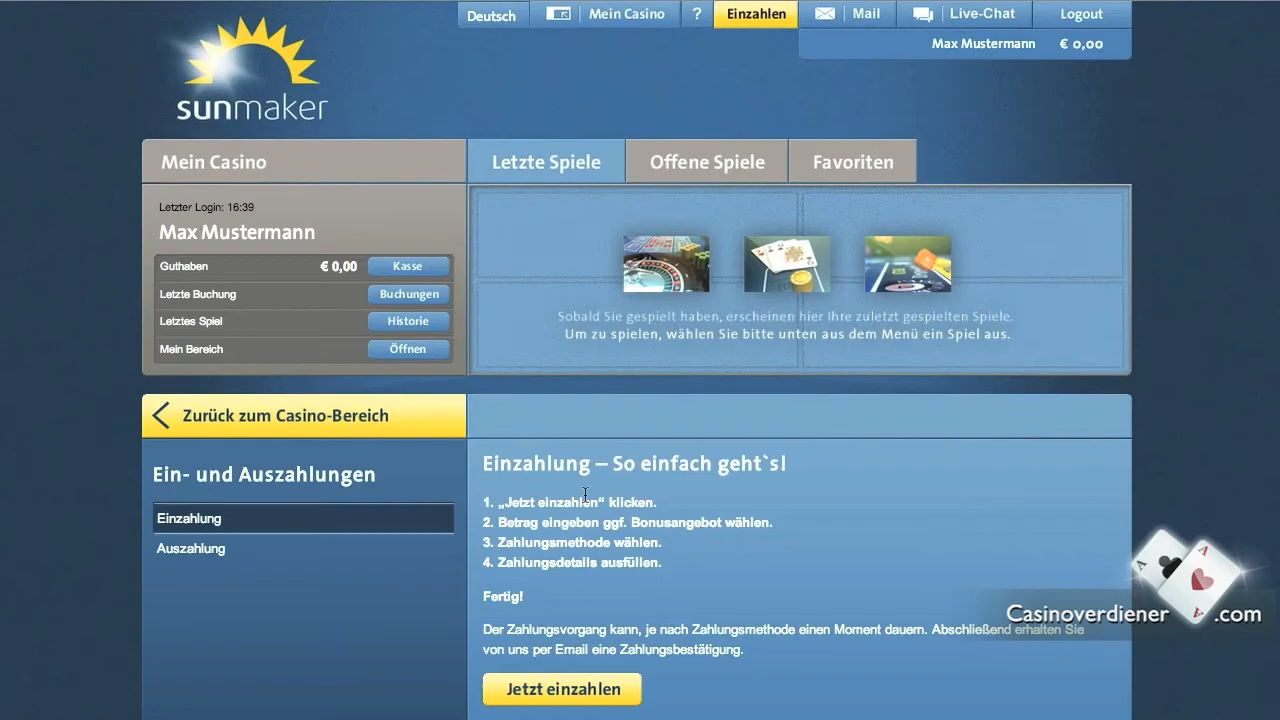 Deutsch
Mein Casino
?
Einzahlen
Mail
Live-Chat
Logout
Max Mustermann € 0,00
sunmaker
Mein Casino
Letzte Spiele
Offene Spiele
Favoriten
Letzter Login: 16:39
Max Mustermann
Guthaben € 0,00 Kasse
Letzte Buchung Buchungen
Letztes Spiel Historie
Mein Bereich Öffnen
Sobald Sie gespielt haben, erscheinen hier Ihre zuletzt gespielten Spiele.
Um zu spielen, wählen Sie bitte unten aus dem Menü ein Spiel aus.
Zurück zum Casino-Bereich
Ein- und Auszahlungen
Einzahlung
Auszahlung
Einzahlung – So einfach geht`s!
1. „Jetzt einzahlen“ klicken.
2. Betrag eingeben ggf. Bonusangebot wählen.
3. Zahlungsmethode wählen.
4. Zahlungsdetails ausfüllen.
Fertig!
Der Zahlungsvorgang kann, je nach Zahlungsmethode einen Moment dauern. Abschließend erhalten Sie
von uns per Email eine Zahlungsbestätigung.
Jetzt einzahlen
A
A
A
Casinoverdiener.com